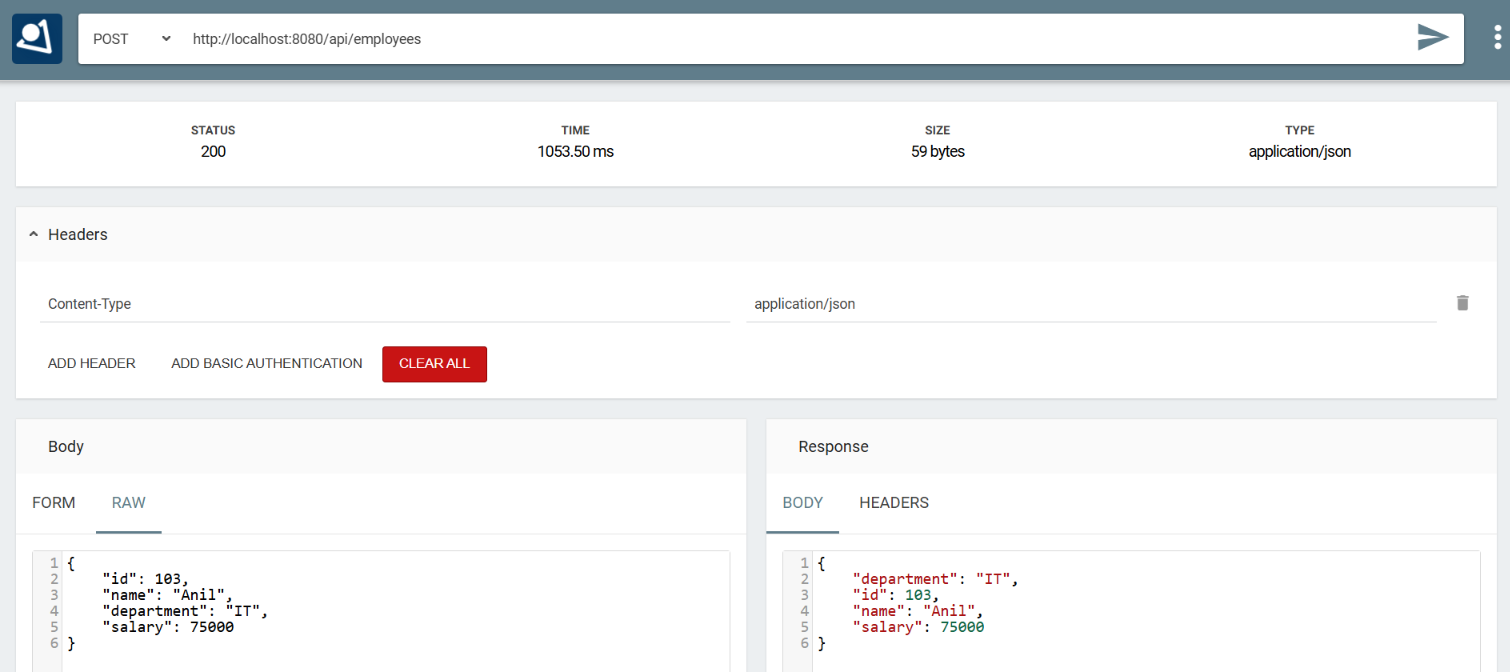 POST http://localhost:8080/api/employees
STATUS TIME SIZE TYPE
200 1053.50 ms 59 bytes application/json
Headers
Content-Type application/json
ADD HEADER ADD BASIC AUTHENTICATION CLEAR ALL
Body
FORM RAW
1 {
2 "id": 103,
3 "name": "Anil",
4 "department": "IT",
5 "salary": 75000
6 }
Response
BODY HEADERS
1 {
2 "department": "IT",
3 "id": 103,
4 "name": "Anil",
5 "salary": 75000
6 }